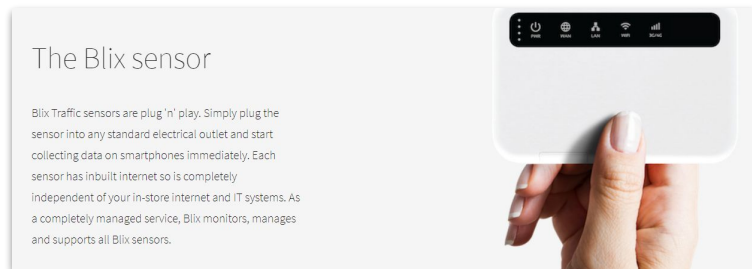 The Blix sensor
Blix Traffic sensors are plug 'n' play. Simply plug the
sensor into any standard electrical outlet and start
collecting data on smartphones immediately. Each
sensor has inbuilt internet so is completely
independent of your in-store internet and IT systems. As
a completely managed service, Blix monitors, manages
and supports all Blix sensors.
PWR WAN LAN WiFi 3G/4G